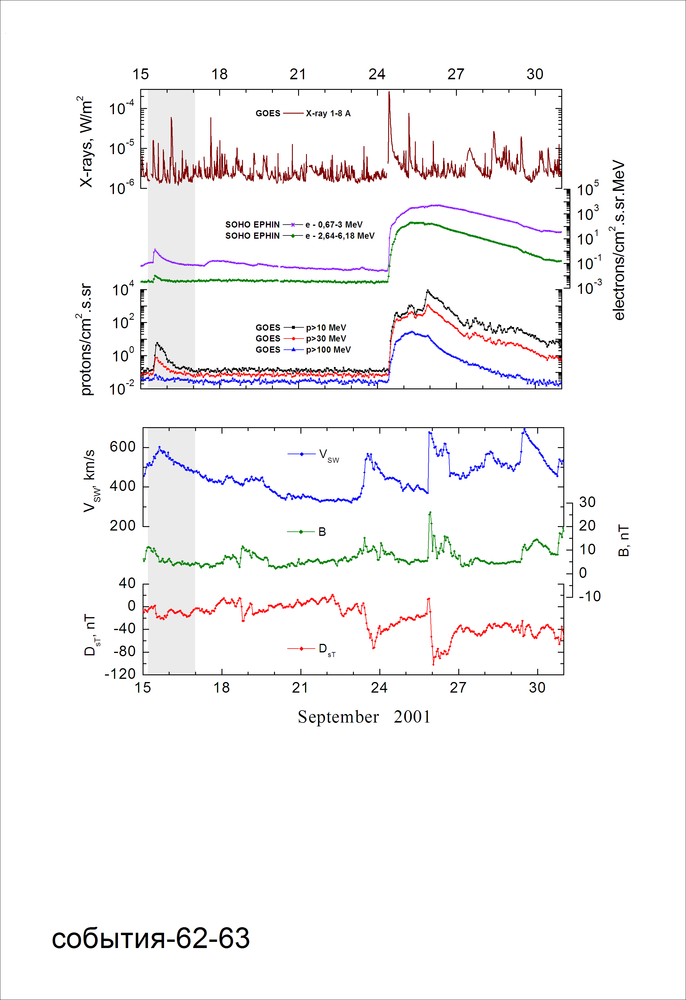 15 18 21 24 27 30
X-rays, W/m²
10⁻⁴
10⁻⁵
10⁻⁶
GOES X-ray 1-8 A
electrons/cm².s.sr.MeV
10⁵
10³
10¹
10⁻¹
10⁻³
SOHO EPHIN e - 0,67-3 MeV
SOHO EPHIN e - 2,64-6,18 MeV
protons/cm².s.sr
10⁴
10²
10⁰
10⁻²
GOES p>10 MeV
GOES p>30 MeV
GOES p>100 MeV
V_SW, km/s
600
400
200
V_SW
B, nT
30
20
10
0
-10
B
D_sT, nT
40
0
-40
-80
-120
D_sT
15 18 21 24 27 30
September 2001
события-62-63